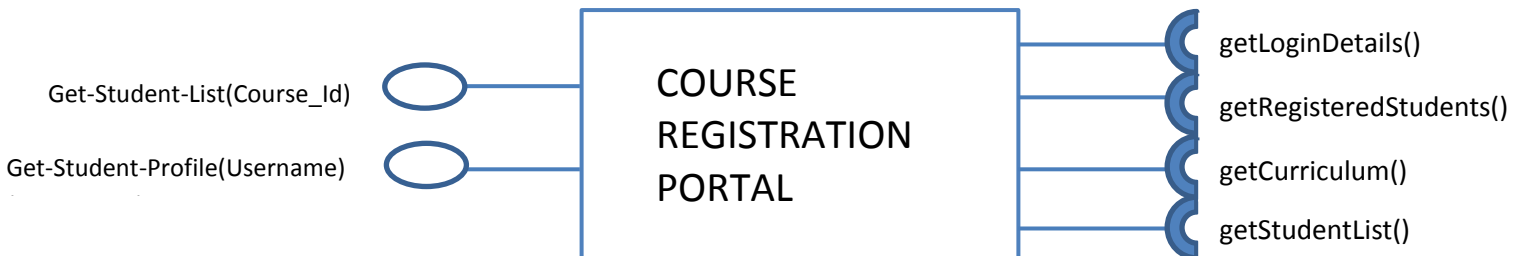 Get-Student-List(Course_Id)
Get-Student-Profile(Username)
COURSE
REGISTRATION
PORTAL
getLoginDetails()
getRegisteredStudents()
getCurriculum()
getStudentList()